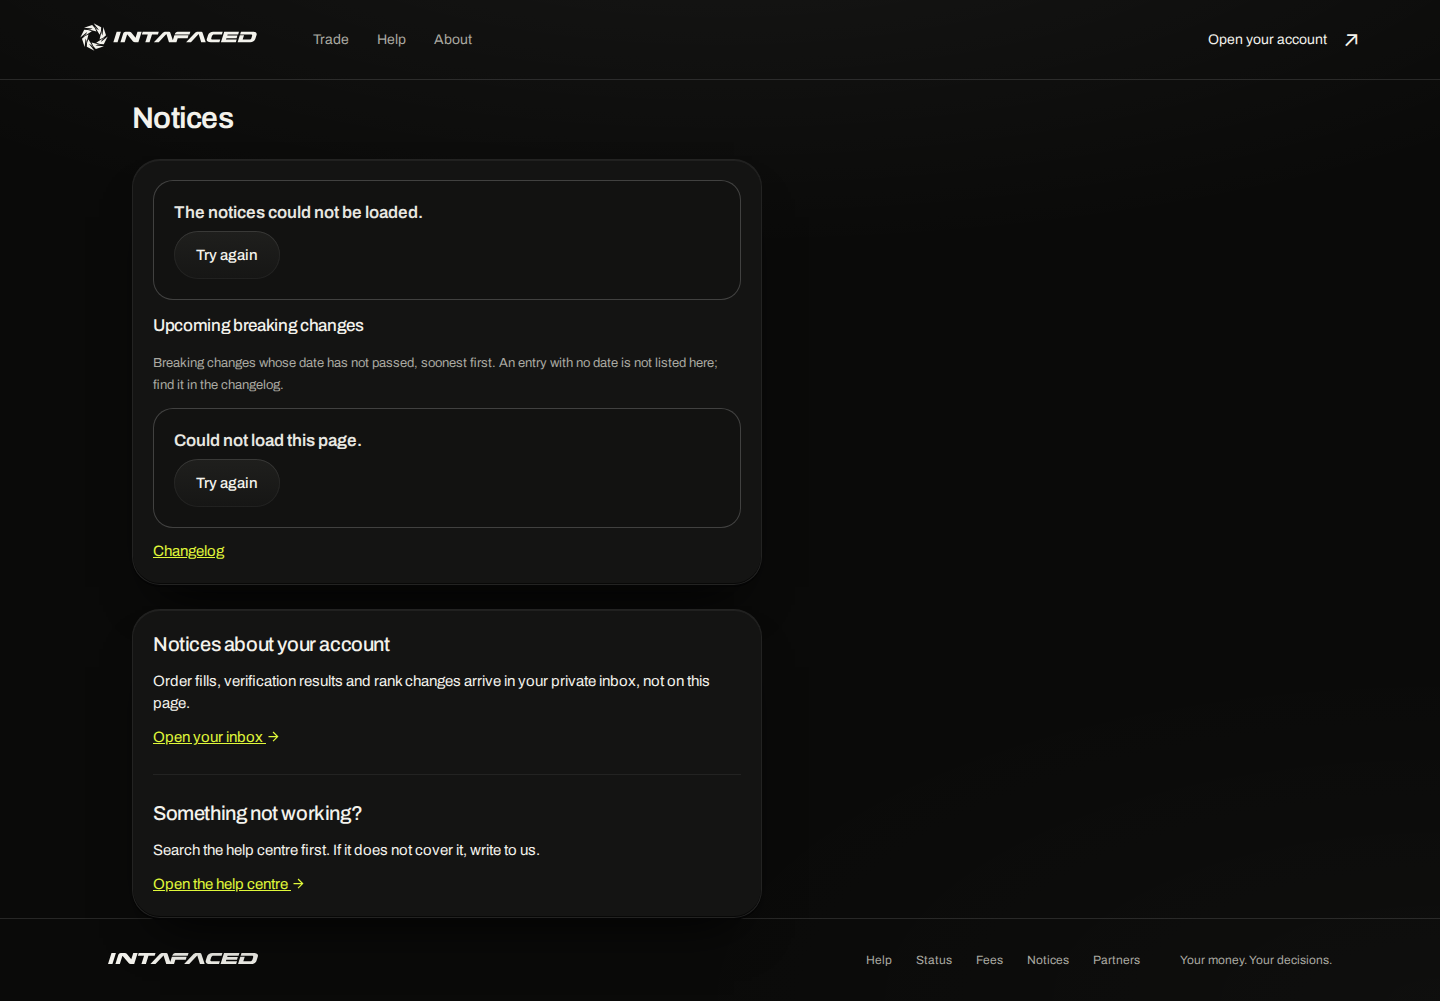 INTAFACED
Trade
Help
About
Open your account
Notices
The notices could not be loaded.
Try again
Upcoming breaking changes
Breaking changes whose date has not passed, soonest first. An entry with no date is not listed here;
find it in the changelog.
Could not load this page.
Try again
Changelog
Notices about your account
Order fills, verification results and rank changes arrive in your private inbox, not on this
page.
Open your inbox →
Something not working?
Search the help centre first. If it does not cover it, write to us.
Open the help centre →
INTAFACED
Help
Status
Fees
Notices
Partners
Your money. Your decisions.